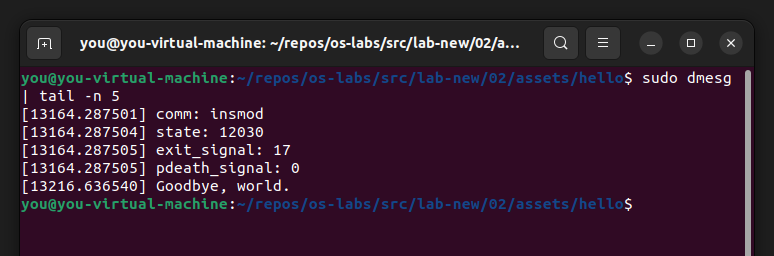 you@you-virtual-machine: ~/repos/os-labs/src/lab-new/02/a...
you@you-virtual-machine:~/repos/os-labs/src/lab-new/02/assets/hello$ sudo dmesg
| tail -n 5
[13164.287501] comm: insmod
[13164.287504] state: 12030
[13164.287505] exit_signal: 17
[13164.287505] pdeath_signal: 0
[13216.636540] Goodbye, world.
you@you-virtual-machine:~/repos/os-labs/src/lab-new/02/assets/hello$